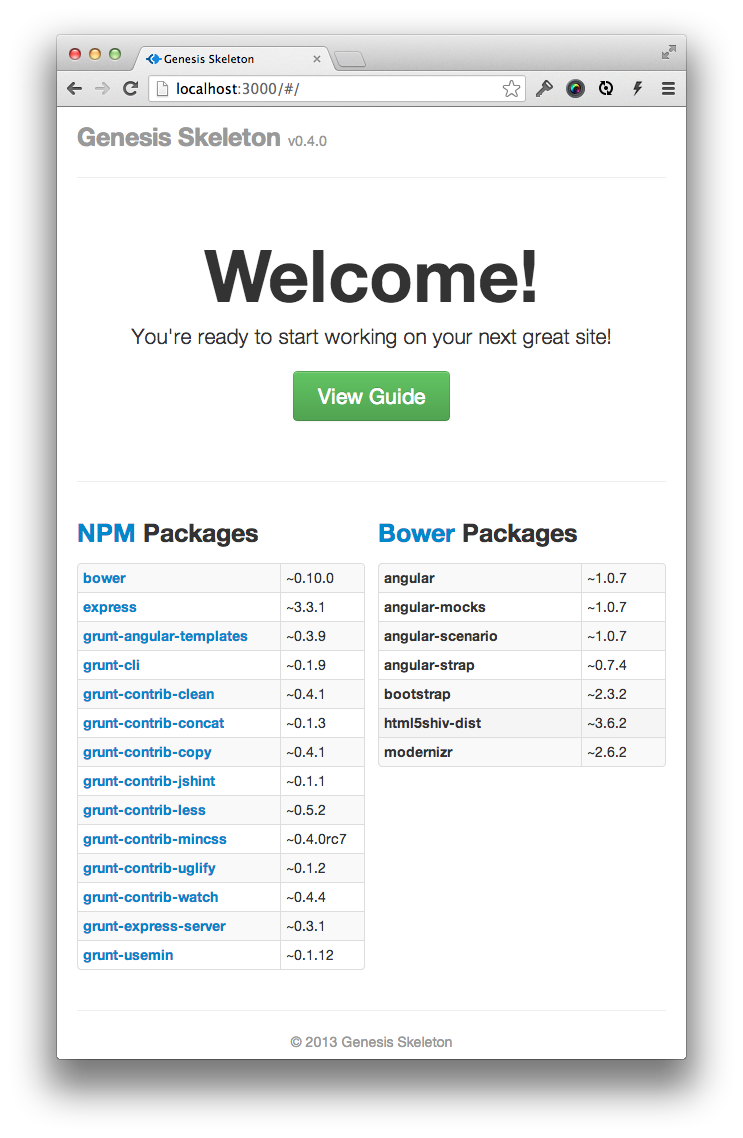 Genesis Skeleton
localhost:3000/#/
Genesis Skeleton v0.4.0
Welcome!
You're ready to start working on your next great site!
View Guide
NPM Packages
bower ~0.10.0
express ~3.3.1
grunt-angular-templates ~0.3.9
grunt-cli ~0.1.9
grunt-contrib-clean ~0.4.1
grunt-contrib-concat ~0.1.3
grunt-contrib-copy ~0.4.1
grunt-contrib-jshint ~0.1.1
grunt-contrib-less ~0.5.2
grunt-contrib-mincss ~0.4.0rc7
grunt-contrib-uglify ~0.1.2
grunt-contrib-watch ~0.4.4
grunt-express-server ~0.3.1
grunt-usemin ~0.1.12
Bower Packages
angular ~1.0.7
angular-mocks ~1.0.7
angular-scenario ~1.0.7
angular-strap ~0.7.4
bootstrap ~2.3.2
html5shiv-dist ~3.6.2
modernizr ~2.6.2
© 2013 Genesis Skeleton